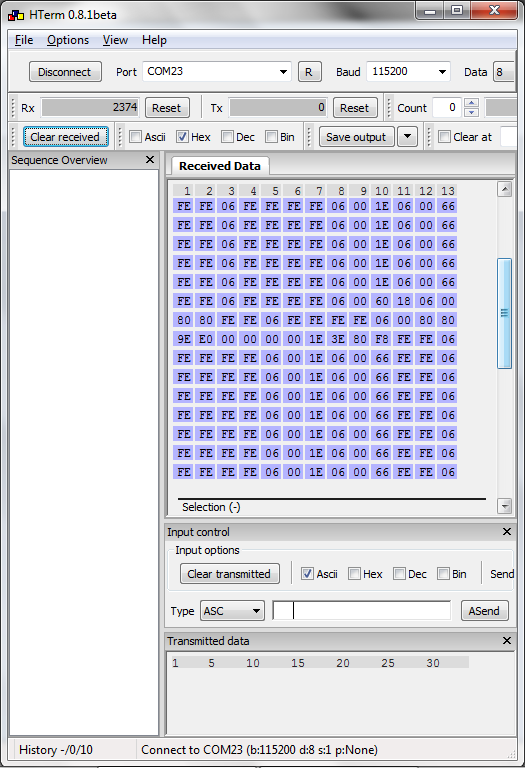 HTerm 0.8.1beta
File Options View Help
Disconnect Port COM23 R Baud 115200 Data 8
Rx 2374 Reset Tx 0 Reset Count 0
Clear received Ascii Hex Dec Bin Save output Clear at
Sequence Overview
Received Data
1 2 3 4 5 6 7 8 9 10 11 12 13
FE FE 06 FE FE FE FE 06 00 1E 06 00 66
FE FE 06 FE FE FE FE 06 00 1E 06 00 66
FE FE 06 FE FE FE FE 06 00 1E 06 00 66
FE FE 06 FE FE FE FE 06 00 1E 06 00 66
FE FE 06 FE FE FE FE 06 00 1E 06 00 66
FE FE 06 FE FE FE FE 06 00 60 18 06 00
80 80 FE FE 06 FE FE FE FE 06 00 80 80
9E E0 00 00 00 00 1E 3E 80 F8 FE FE 06
FE FE FE FE 06 00 1E 06 00 66 FE FE 06
FE FE FE FE 06 00 1E 06 00 66 FE FE 06
FE FE FE FE 06 00 1E 06 00 66 FE FE 06
FE FE FE FE 06 00 1E 06 00 66 FE FE 06
FE FE FE FE 06 00 1E 06 00 66 FE FE 06
FE FE FE FE 06 00 1E 06 00 66 FE FE 06
FE FE FE FE 06 00 1E 06 00 66 FE FE 06
Selection (-)
Input control
Input options
Clear transmitted Ascii Hex Dec Bin Send
Type ASC ASend
Transmitted data
1 5 10 15 20 25 30
History -/0/10 Connect to COM23 (b:115200 d:8 s:1 p:None)